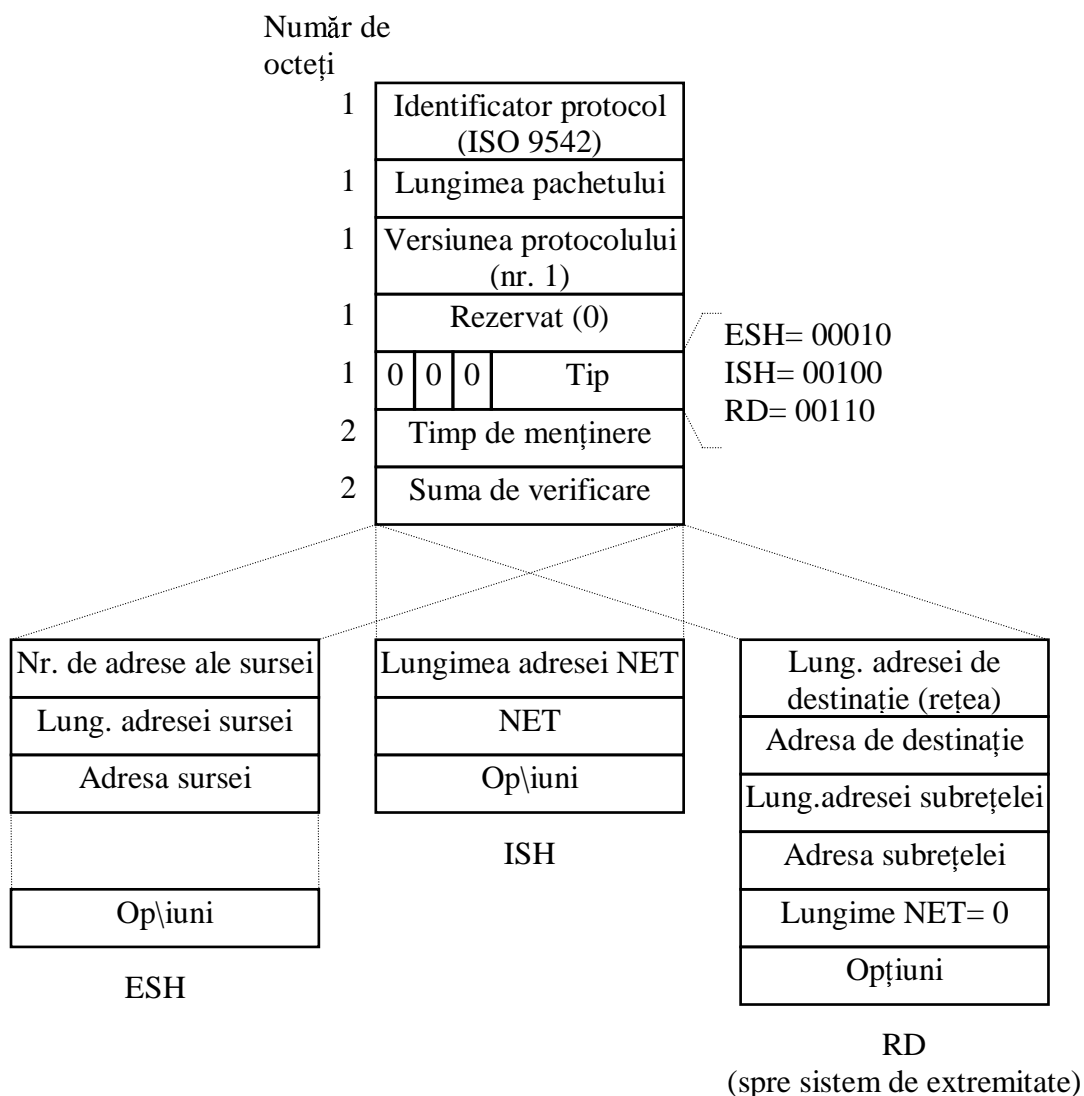 Număr de
octeți
1
Identificator protocol
(ISO 9542)
1
Lungimea pachetului
1
Versiunea protocolului
(nr. 1)
1
Rezervat (0)
ESH= 00010
1
0 0 0 Tip
ISH= 00100
RD= 00110
2
Timp de menținere
2
Suma de verificare
Nr. de adrese ale sursei
Lung. adresei sursei
Adresa sursei
Op\iuni
ESH
Lungimea adresei NET
NET
Op\iuni
ISH
Lung. adresei de
destinație (rețea)
Adresa de destinație
Lung.adresei subrețelei
Adresa subrețelei
Lungime NET= 0
Opțiuni
RD
(spre sistem de extremitate)